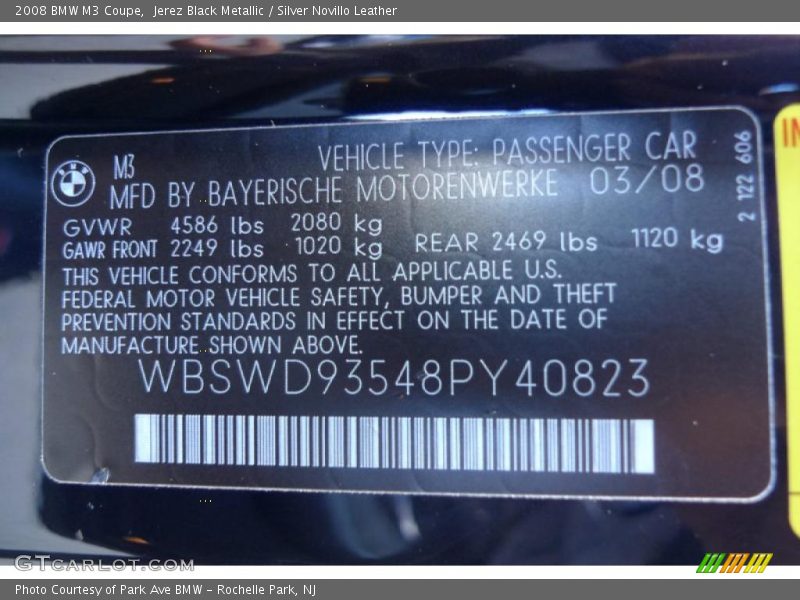 2008 BMW M3 Coupe, Jerez Black Metallic / Silver Novillo Leather
M3
VEHICLE TYPE: PASSENGER CAR
MFD BY BAYERISCHE MOTORENWERKE 03/08
GVWR 4586 lbs 2080 kg
GAWR FRONT 2249 lbs 1020 kg REAR 2469 lbs 1120 kg
THIS VEHICLE CONFORMS TO ALL APPLICABLE U.S.
FEDERAL MOTOR VEHICLE SAFETY, BUMPER AND THEFT
PREVENTION STANDARDS IN EFFECT ON THE DATE OF
MANUFACTURE SHOWN ABOVE.
WBSWD93548PY40823
2 122 606
GTCARLOT.COM
Photo Courtesy of Park Ave BMW - Rochelle Park, NJ